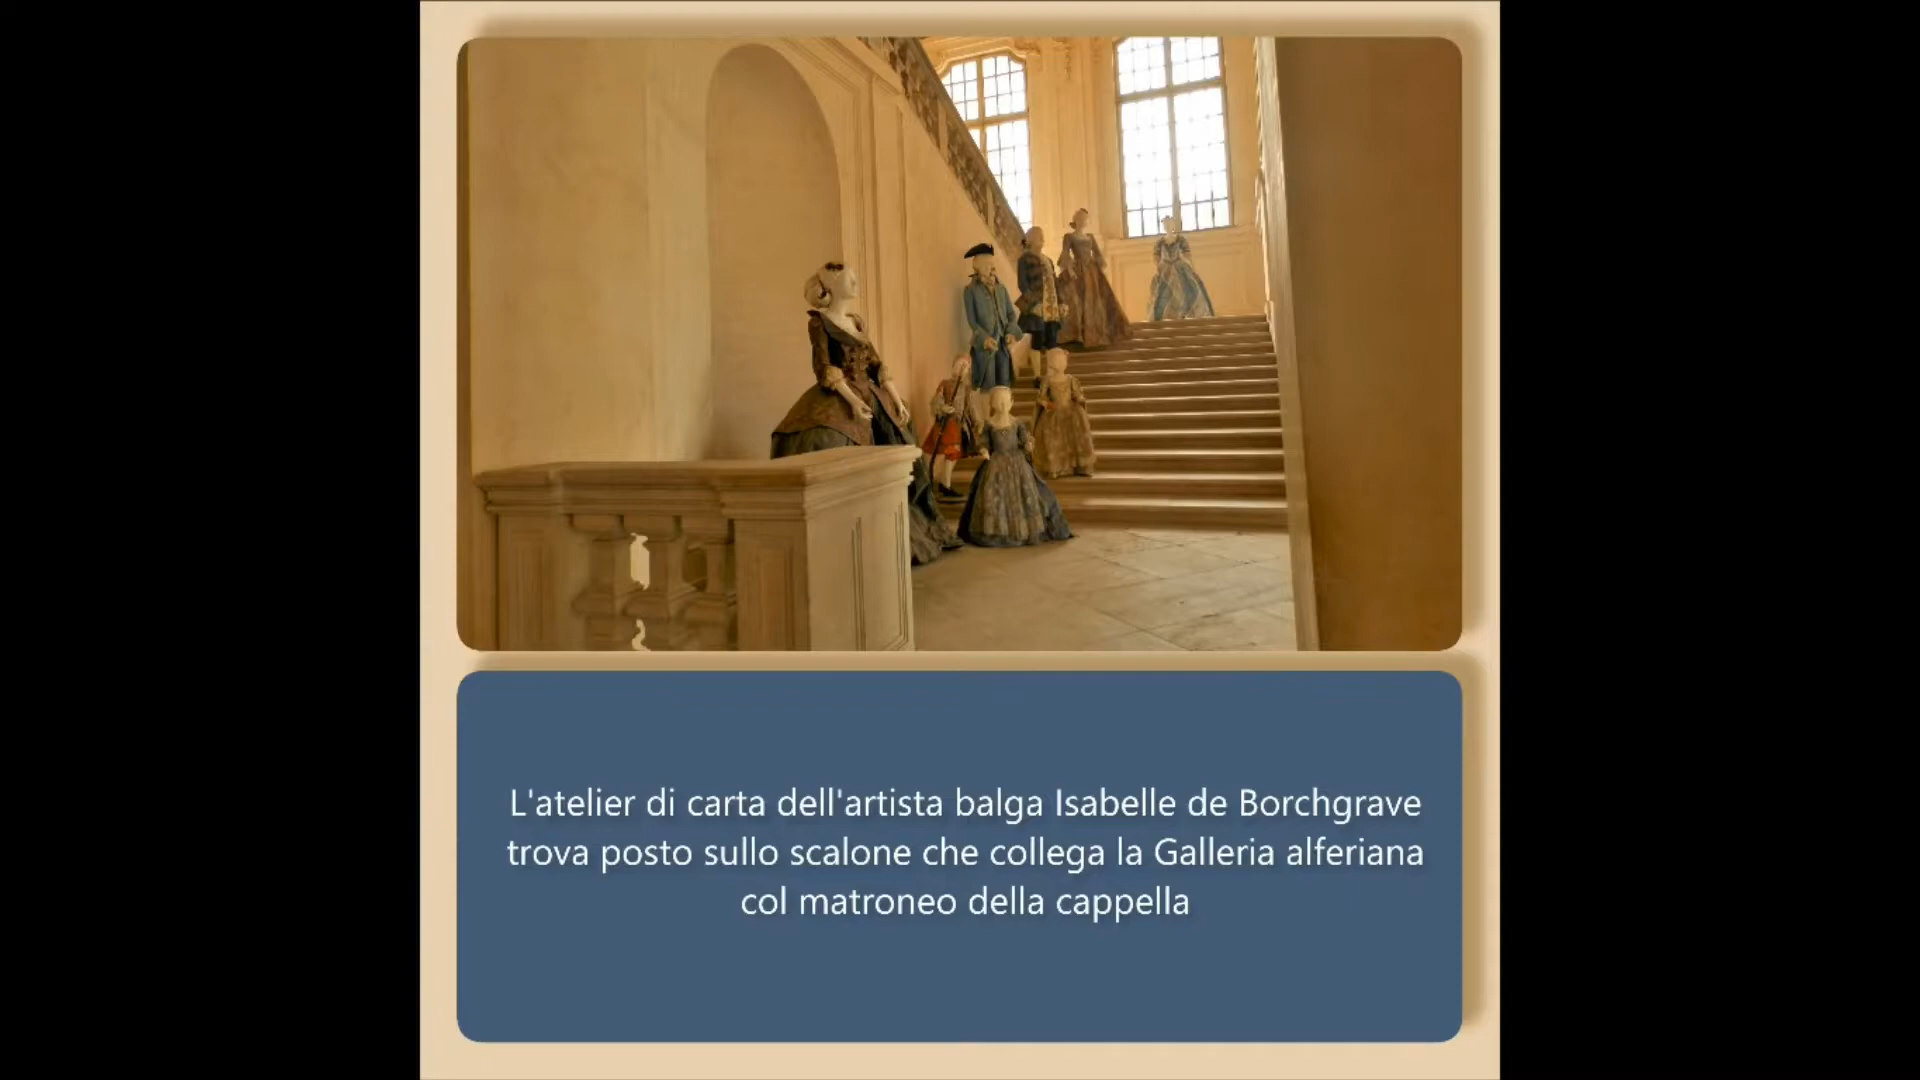 L'atelier di carta dell'artista balga Isabelle de Borchgrave
trova posto sullo scalone che collega la Galleria alferiana
col matroneo della cappella